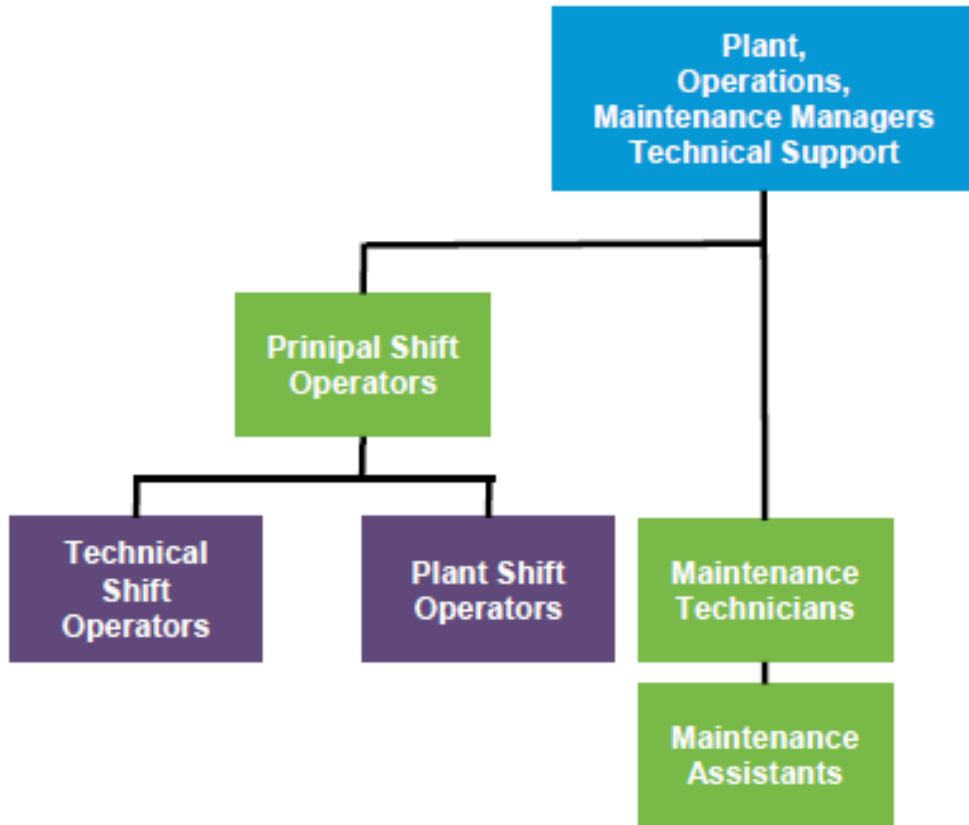 Plant,
Operations,
Maintenance Managers
Technical Support
Prinipal Shift
Operators
Technical
Shift
Operators
Plant Shift
Operators
Maintenance
Technicians
Maintenance
Assistants